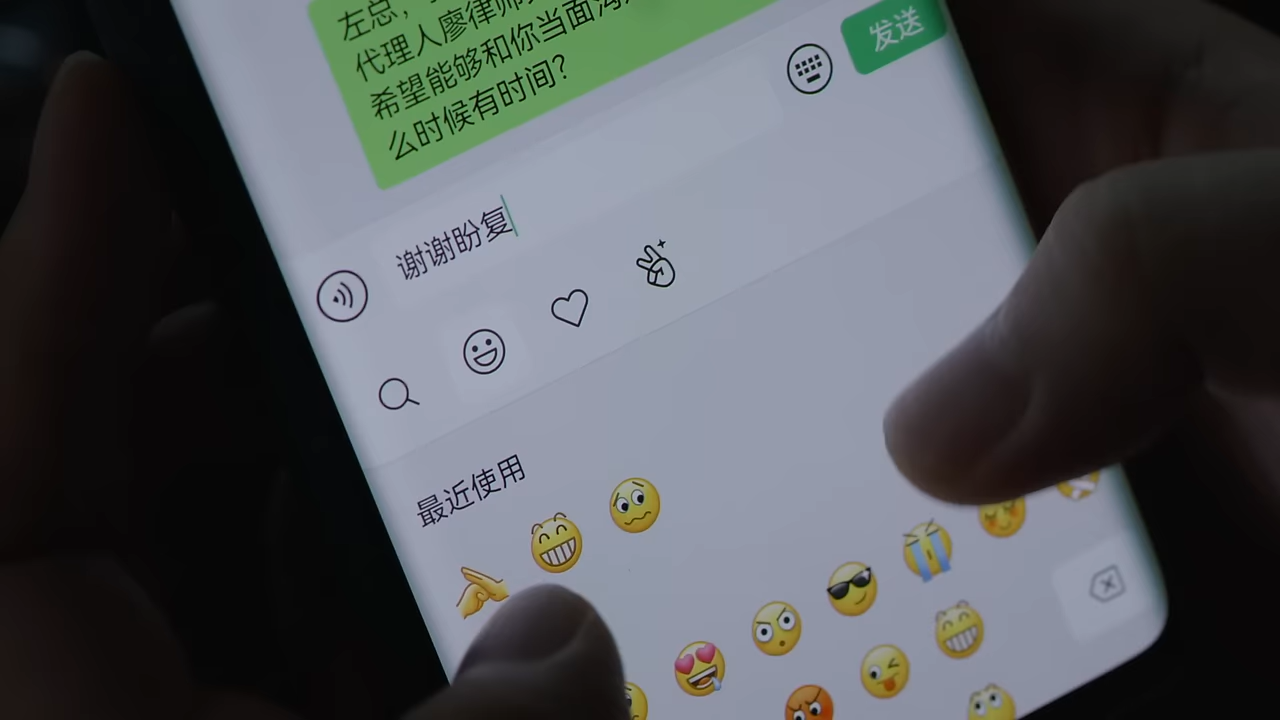 左总，
代理人廖律师
希望能够和你当面沟
么时候有时间？
发送
谢谢盼复
最近使用